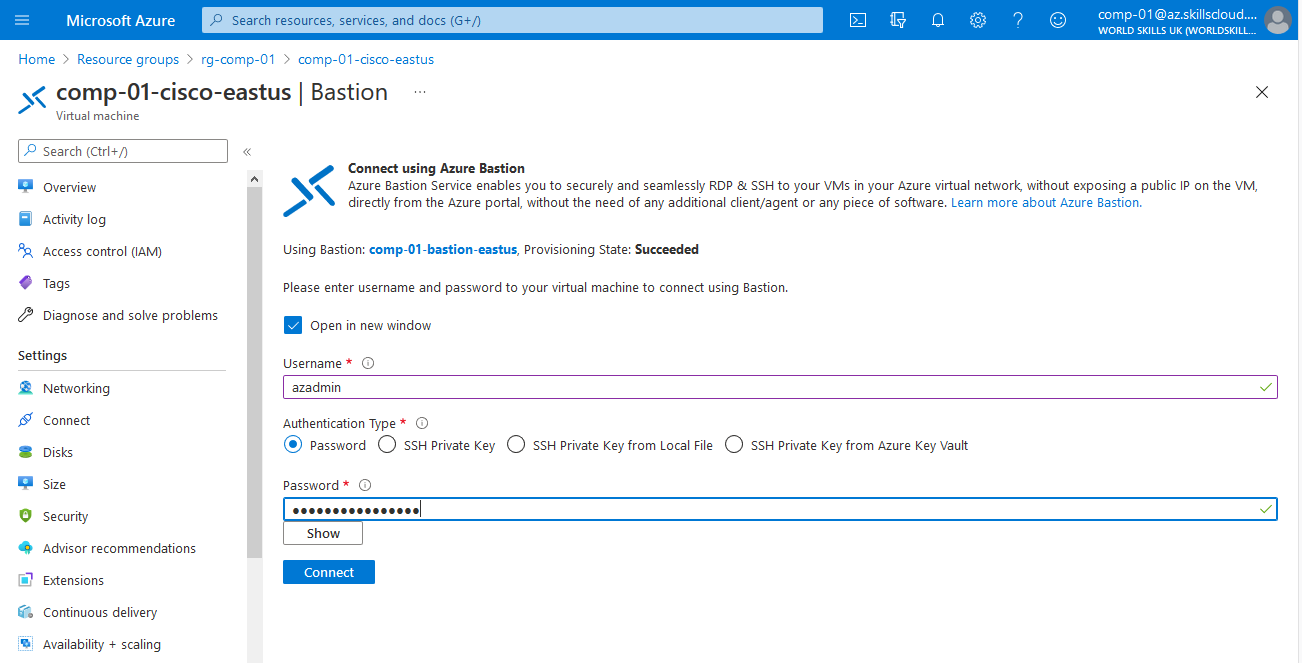 Microsoft Azure
Search resources, services, and docs (G+/)
comp-01@az.skillscloud....
WORLD SKILLS UK (WORLDSKILL...
Home > Resource groups > rg-comp-01 > comp-01-cisco-eastus
comp-01-cisco-eastus | Bastion ...
Virtual machine
Search (Ctrl+/)
«
Overview
Activity log
Access control (IAM)
Tags
Diagnose and solve problems
Settings
Networking
Connect
Disks
Size
Security
Advisor recommendations
Extensions
Continuous delivery
Availability + scaling
Connect using Azure Bastion
Azure Bastion Service enables you to securely and seamlessly RDP & SSH to your VMs in your Azure virtual network, without exposing a public IP on the VM,
directly from the Azure portal, without the need of any additional client/agent or any piece of software. Learn more about Azure Bastion.
Using Bastion: comp-01-bastion-eastus, Provisioning State: Succeeded
Please enter username and password to your virtual machine to connect using Bastion.
Open in new window
Username *
azadmin
Authentication Type *
Password SSH Private Key SSH Private Key from Local File SSH Private Key from Azure Key Vault
Password *
●●●●●●●●●●●●●●●●
Show
Connect